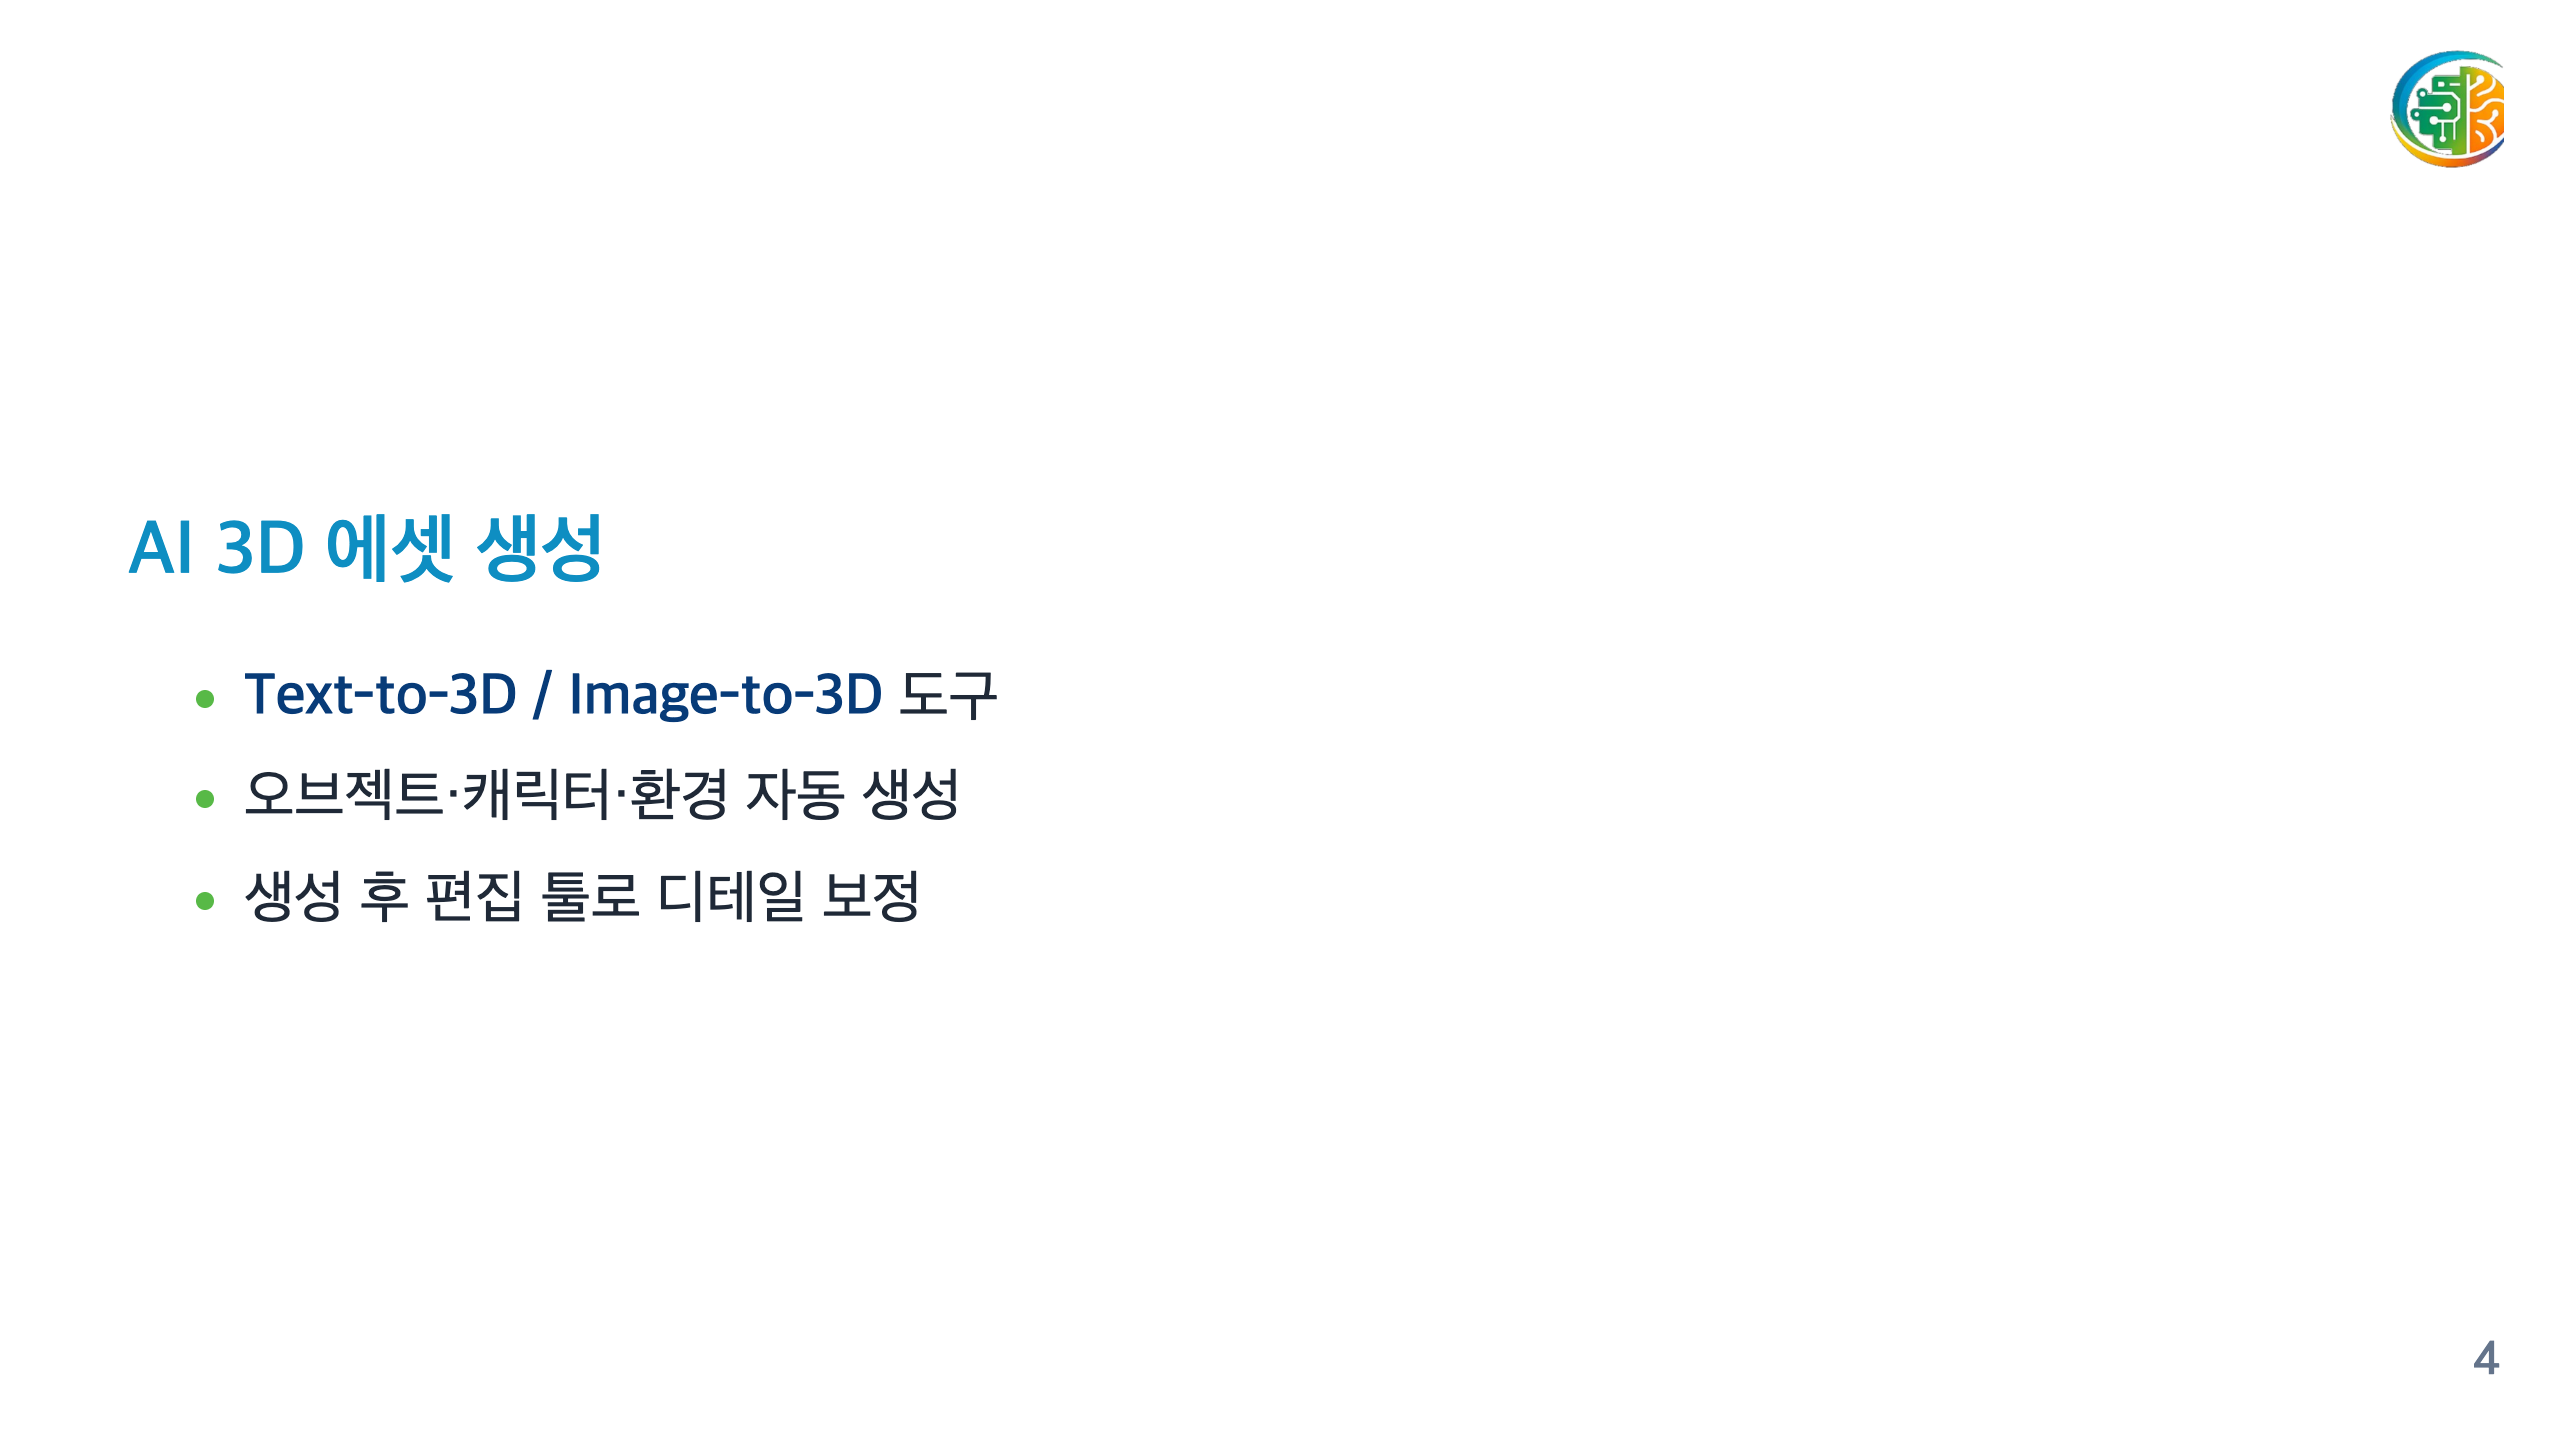 AI 3D 에셋 생성
• Text-to-3D / Image-to-3D 도구
• 오브젝트·캐릭터·환경 자동 생성
• 생성 후 편집 툴로 디테일 보정
4